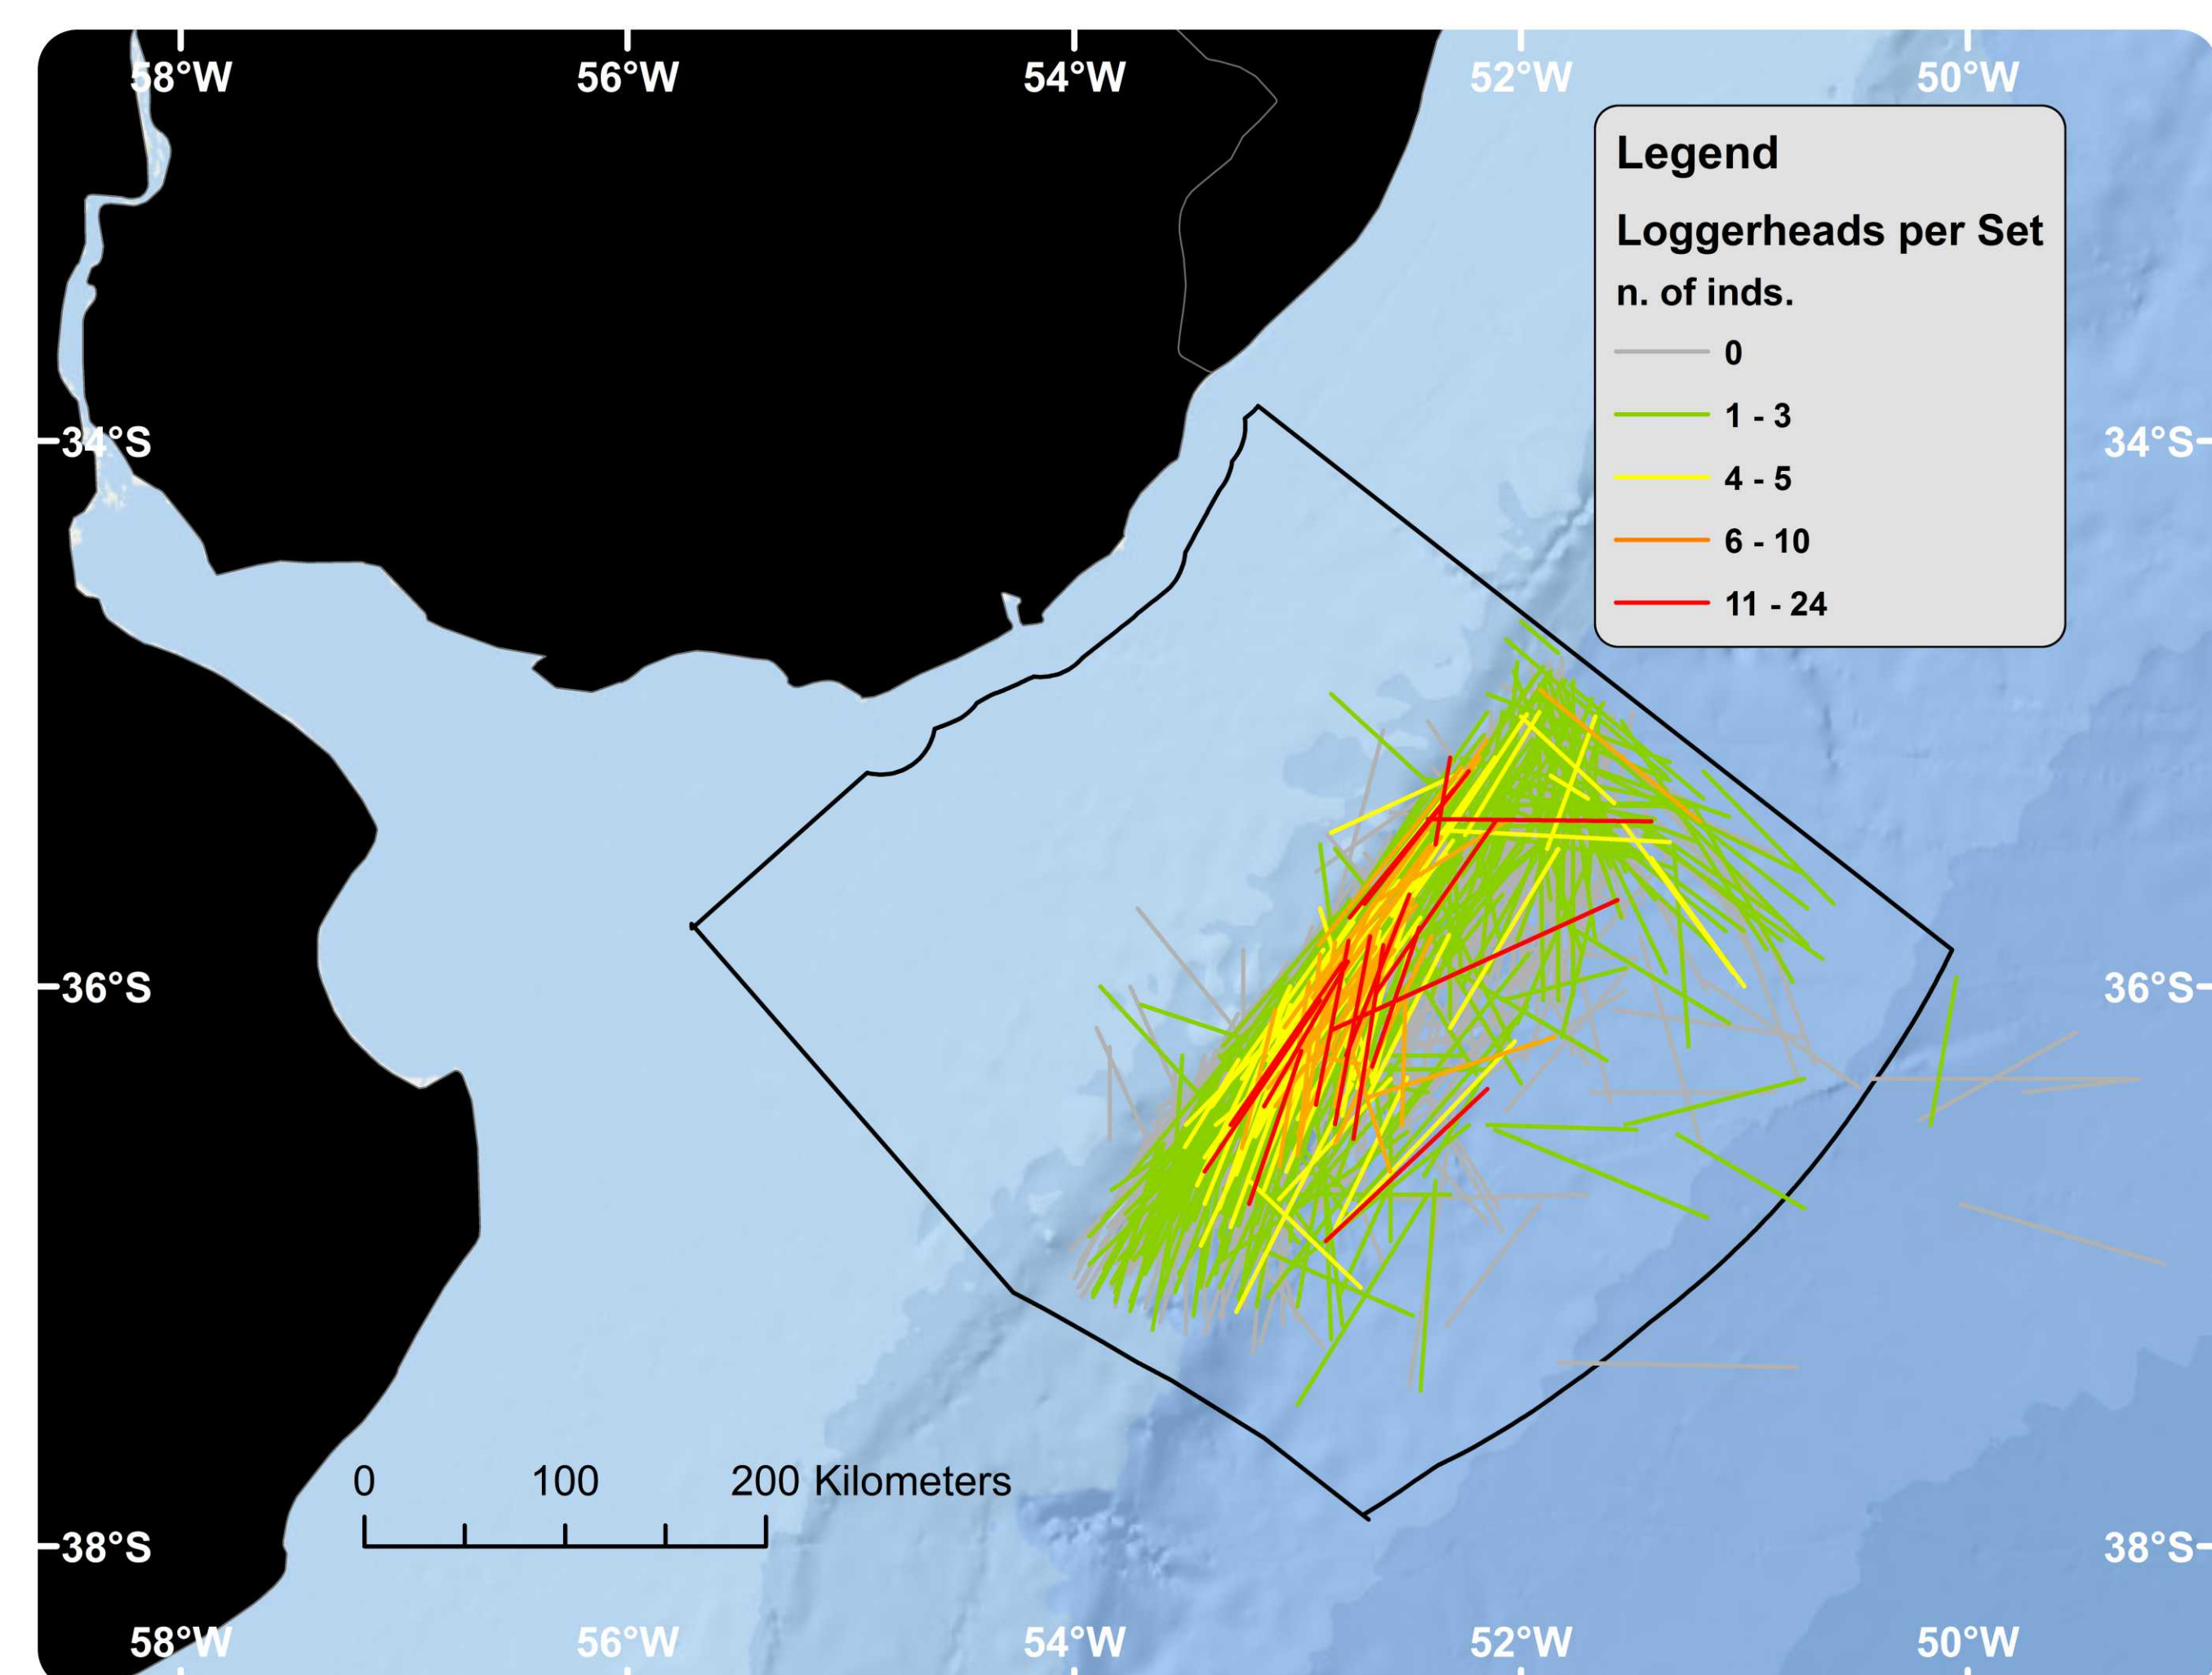 58°W 56°W 54°W 52°W 50°W
Legend
Loggerheads per Set
n. of inds.
0
1 - 3
4 - 5
6 - 10
11 - 24
34°S 34°S
36°S 36°S
0 100 200 Kilometers
38°S 38°S
58°W 56°W 54°W 52°W 50°W